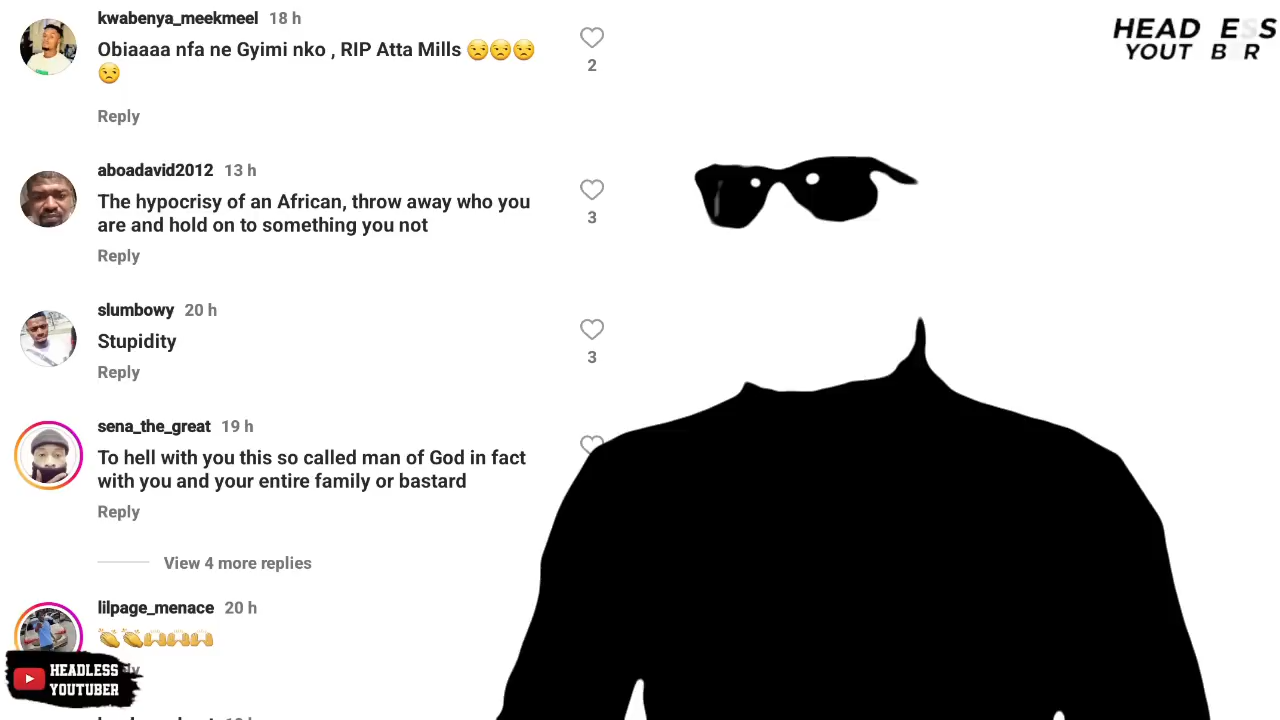 kwabenya_meekmeel 18 h
Obiaaaa nfa ne Gyimi nko , RIP Atta Mills 😒😒😒
😒
2
Reply
aboadavid2012 13 h
The hypocrisy of an African, throw away who you
are and hold on to something you not
3
Reply
slumbowy 20 h
Stupidity
3
Reply
sena_the_great 19 h
To hell with you this so called man of God in fact
with you and your entire family or bastard
Reply
View 4 more replies
lilpage_menace 20 h
👏👏🙌🙌🙌
HEADLESS
YOUTUBER
HEAD ESS
YOUT B R